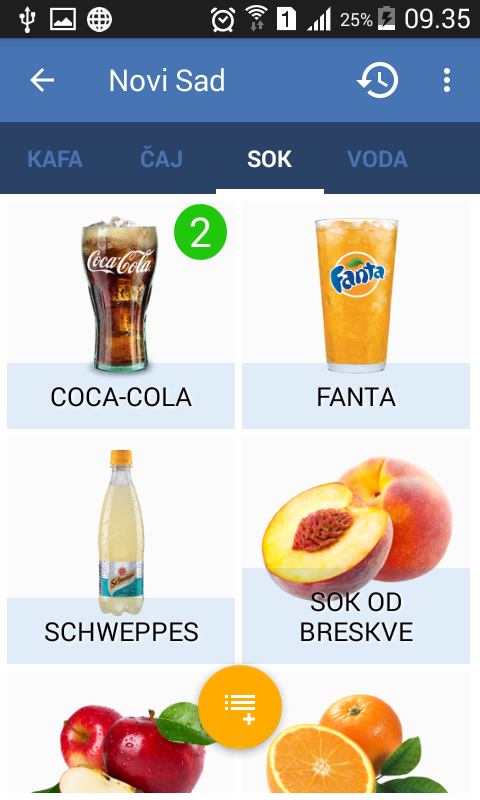 1
25%
09.35
Novi Sad
KAFA
ČAJ
SOK
VODA
2
Coca-Cola
Fanta
COCA-COLA
FANTA
Schweppes
SCHWEPPES
SOK OD
BRESKVE